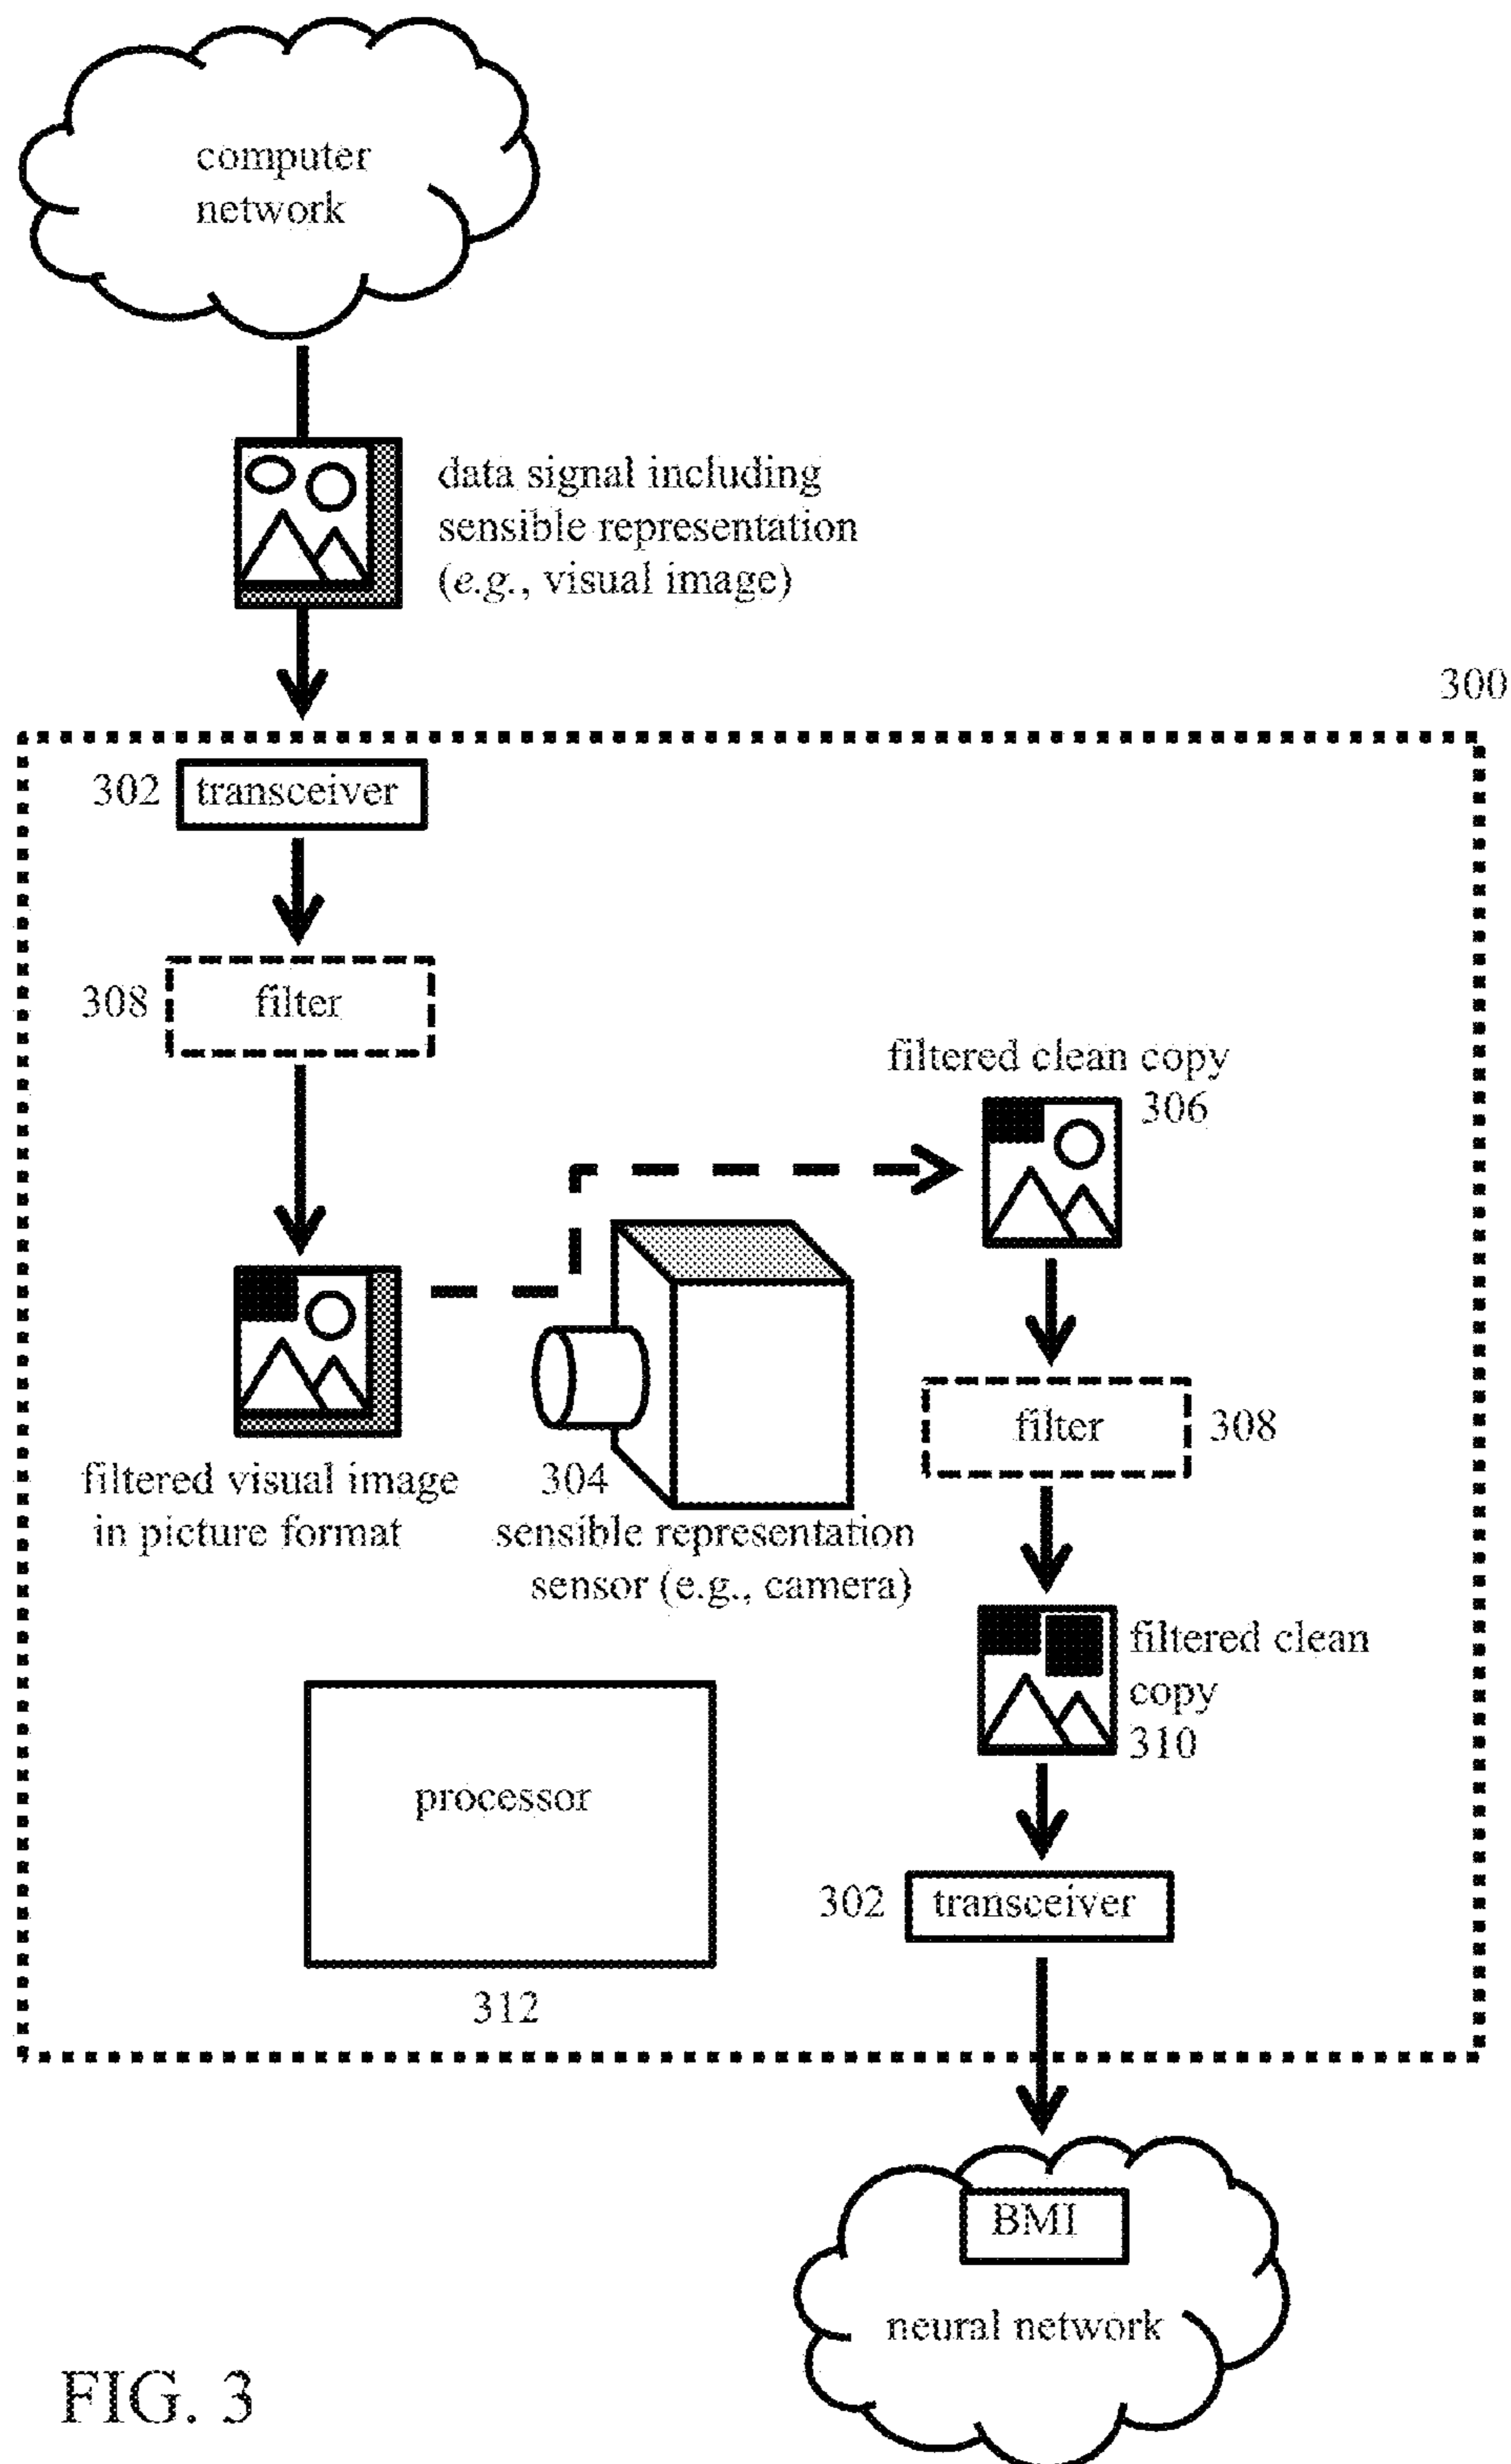 computer
network
data signal including
sensible representation
(e.g., visual image)
300
302 transceiver
308 filter
filtered clean copy
306
filter 308
filtered visual image
in picture format
304
sensible representation
sensor (e.g., camera)
filtered clean
copy
310
processor
312
302 transceiver
BMI
neural network
FIG. 3